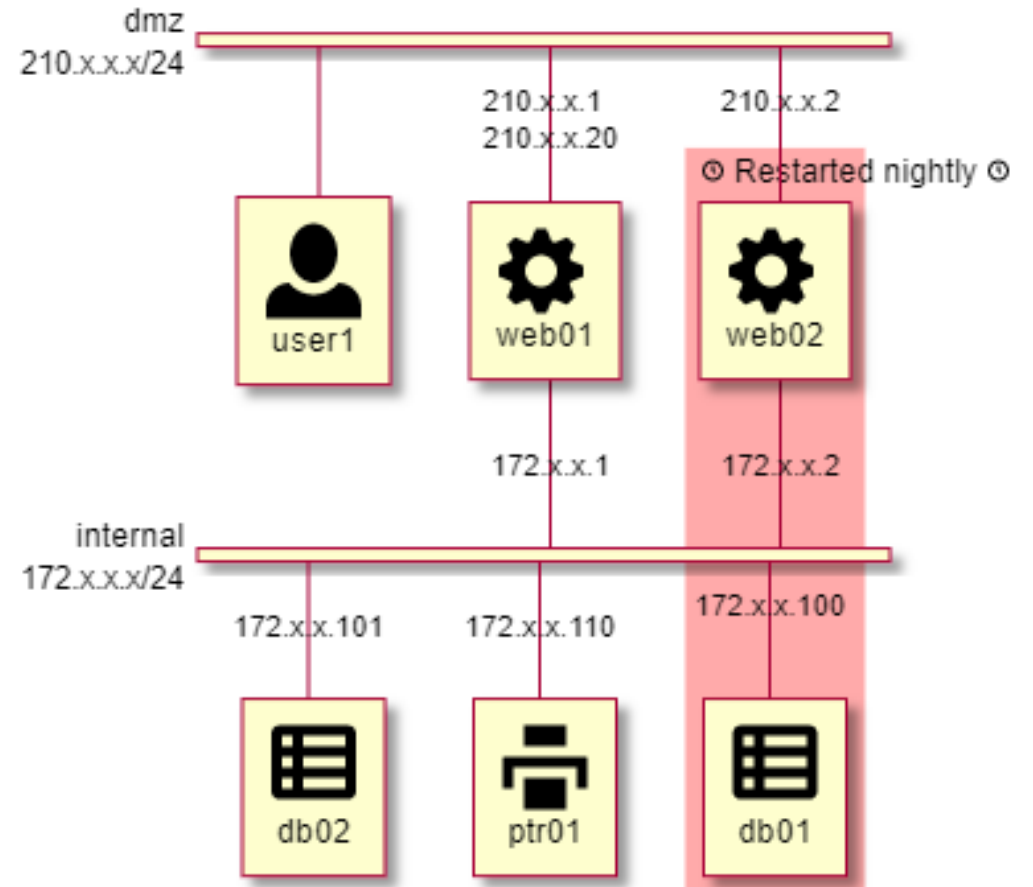 dmz
210.x.x.x/24
210.x.x.1
210.x.x.20
210.x.x.2
Restarted nightly
user1
web01
web02
172.x.x.1
172.x.x.2
internal
172.x.x.x/24
172.x.x.101
172.x.x.110
172.x.x.100
db02
ptr01
db01